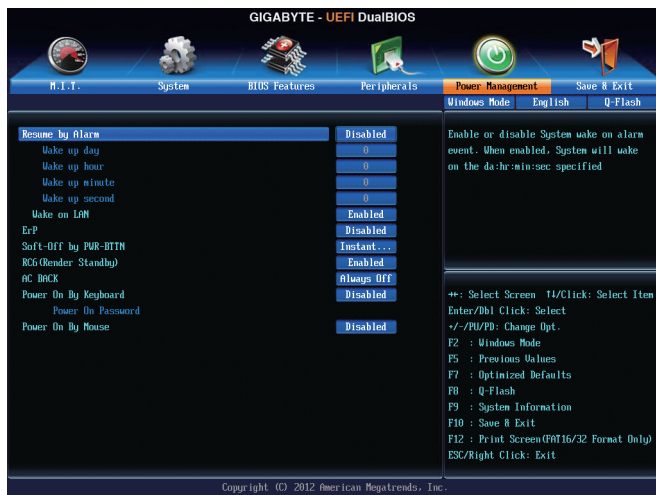 GIGABYTE - UEFI DualBIOS
M.I.T. System BIOS Features Peripherals Power Management Save & Exit
Windows Mode English Q-Flash
Resume by Alarm Disabled
Wake up day 0
Wake up hour 0
Wake up minute 0
Wake up second 0
Wake on LAN Enabled
ErP Disabled
Soft-Off by PWR-BTTN Instant...
RC6(Render Standby) Enabled
AC BACK Always Off
Power On By Keyboard Disabled
Power On Password
Power On By Mouse Disabled
Enable or disable System wake on alarm
event. When enabled, System will wake
on the da:hr:min:sec specified
↔: Select Screen ↑↓/Click: Select Item
Enter/Dbl Click: Select
+/-/PU/PD: Change Opt.
F2 : Windows Mode
F5 : Previous Values
F7 : Optimized Defaults
F8 : Q-Flash
F9 : System Information
F10 : Save & Exit
F12 : Print Screen(FAT16/32 Format Only)
ESC/Right Click: Exit
Copyright (C) 2012 American Megatrends, Inc.